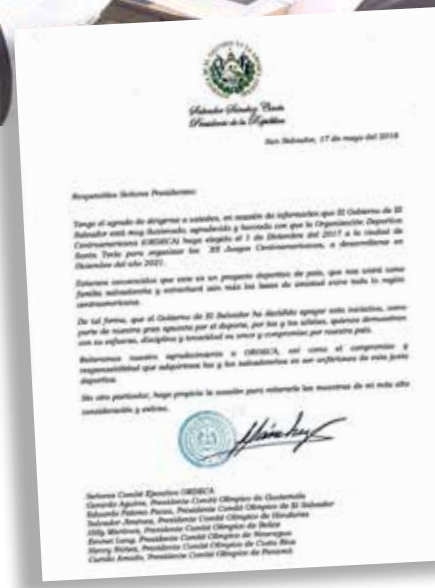 Salvador Sánchez Cerén
Presidente de la República
San Salvador, 17 de mayo del 2018
Respetables Señores Presidentes:
Tengo el agrado de dirigirme a ustedes, en ocasión de informarles que El Gobierno de El
Salvador está muy ilusionado, agradecido y honrado con que la Organización Deportiva
Centroamericana (ORDECA) haya elegido el 1 de Diciembre del 2017 a la ciudad de
Santa Tecla para organizar los XII Juegos Centroamericanos, a desarrollarse en
Diciembre del año 2021.
Estamos convencidos que este es un proyecto deportivo de país, que nos unirá como
familia salvadoreña y estrechará aún más los lazos de amistad entre toda la región
centroamericana.
De tal forma, que el Gobierno de El Salvador ha decidido apoyar esta iniciativa, como
parte de nuestra gran apuesta por el deporte, por las y los atletas, quienes demuestran
con su esfuerzo, disciplina y tenacidad su amor y compromiso por nuestro país.
Reiteramos nuestro agradecimiento a ORDECA, así como el compromiso y
responsabilidad que adquirimos las y los salvadoreños en ser anfitriones de esta justa
deportiva.
Sin otro particular, hago propicia la ocasión para reiterarle las muestras de mi más alta
consideración y estima.
Señores Comité Ejecutivo ORDECA
Gerardo Aguirre, Presidente Comité Olímpico de Guatemala
Eduardo Palomo Pacas, Presidente Comité Olímpico de El Salvador
Salvador Jiménez, Presidente Comité Olímpico de Honduras
Hilly Martínez, Presidente Comité Olímpico de Belice
Emmet Lang, Presidente Comité Olímpico de Nicaragua
Henry Núñez, Presidente Comité Olímpico de Costa Rica
Camilo Amado, Presidente Comité Olímpico de Panamá